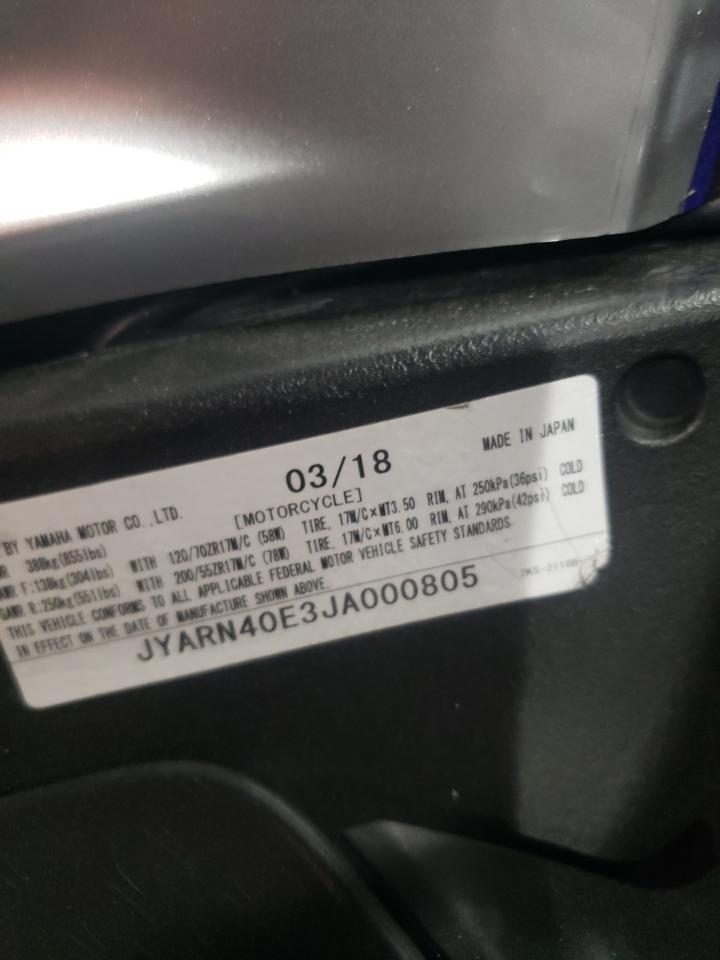 03/18
MADE IN JAPAN
BY YAMAHA MOTOR CO.,LTD.
[MOTORCYCLE]
388kg(855lbs)
F:138kg(304lbs) WITH 120/70ZR17M/C (58W) TIRE, 17M/C×MT3.50 RIM, AT 250kPa(36psi) COLD
GAWR R:250kg(551lbs) WITH 200/55ZR17M/C (78W) TIRE, 17M/C×MT6.00 RIM, AT 290kPa(42psi) COLD
THIS VEHICLE CONFORMS TO ALL APPLICABLE FEDERAL MOTOR VEHICLE SAFETY STANDARDS
IN EFFECT ON THE DATE OF MANUFACTURE SHOWN ABOVE
JYARN40E3JA000805